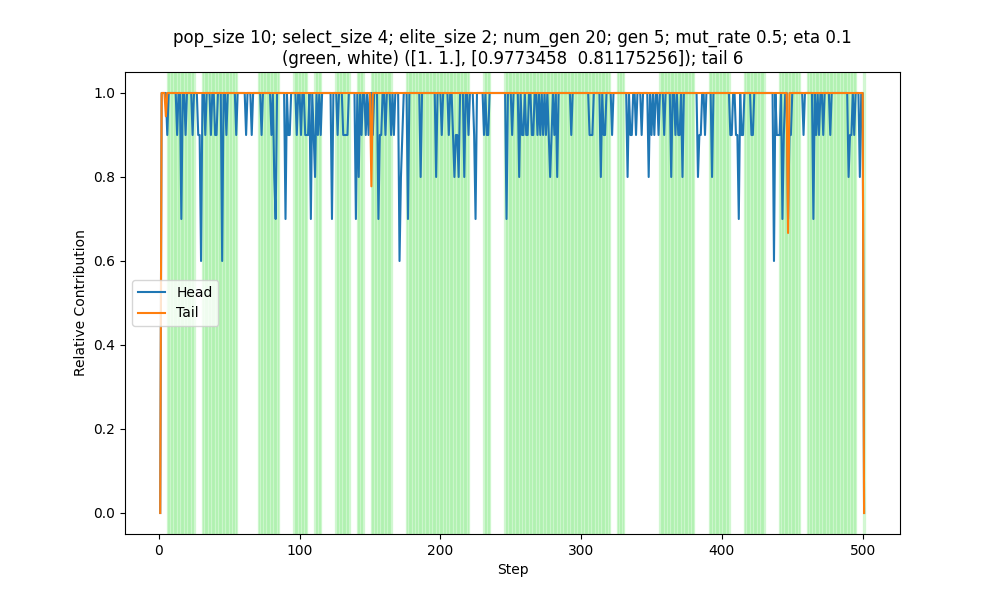 pop_size 10; select_size 4; elite_size 2; num_gen 20; gen 5; mut_rate 0.5; eta 0.1
(green, white) ([1. 1.], [0.9773458  0.81175256]); tail 6
1.0
0.8
0.6
0.4
0.2
0.0
Relative Contribution
Head
Tail
0 100 200 300 400 500
Step